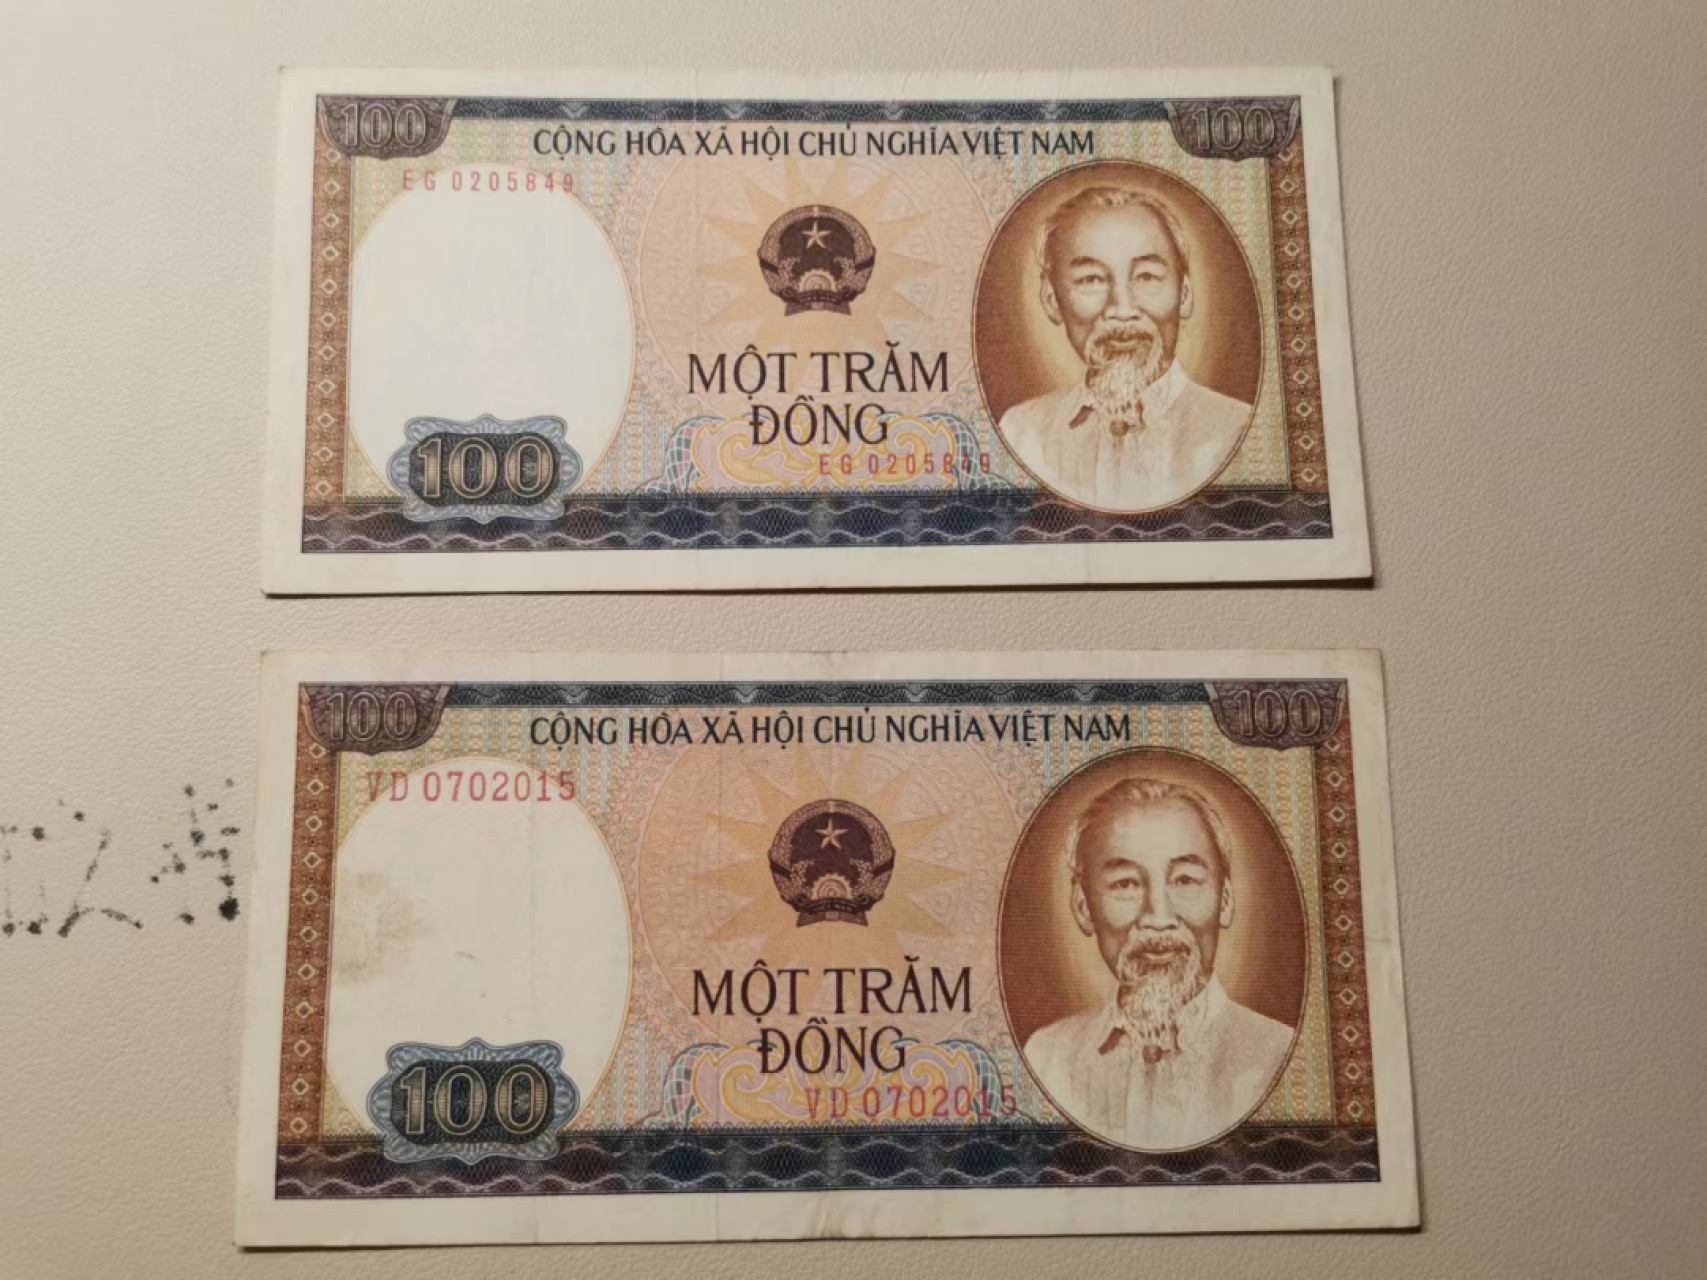 100 100
CỘNG HÒA XÃ HỘI CHỦ NGHĨA VIỆT NAM
EG 0205849
MỘT TRĂM
ĐỒNG
EG 0205849
100
100 100
CỘNG HÒA XÃ HỘI CHỦ NGHĨA VIỆT NAM
VD 0702015
MỘT TRĂM
ĐỒNG
VD 0702015
100